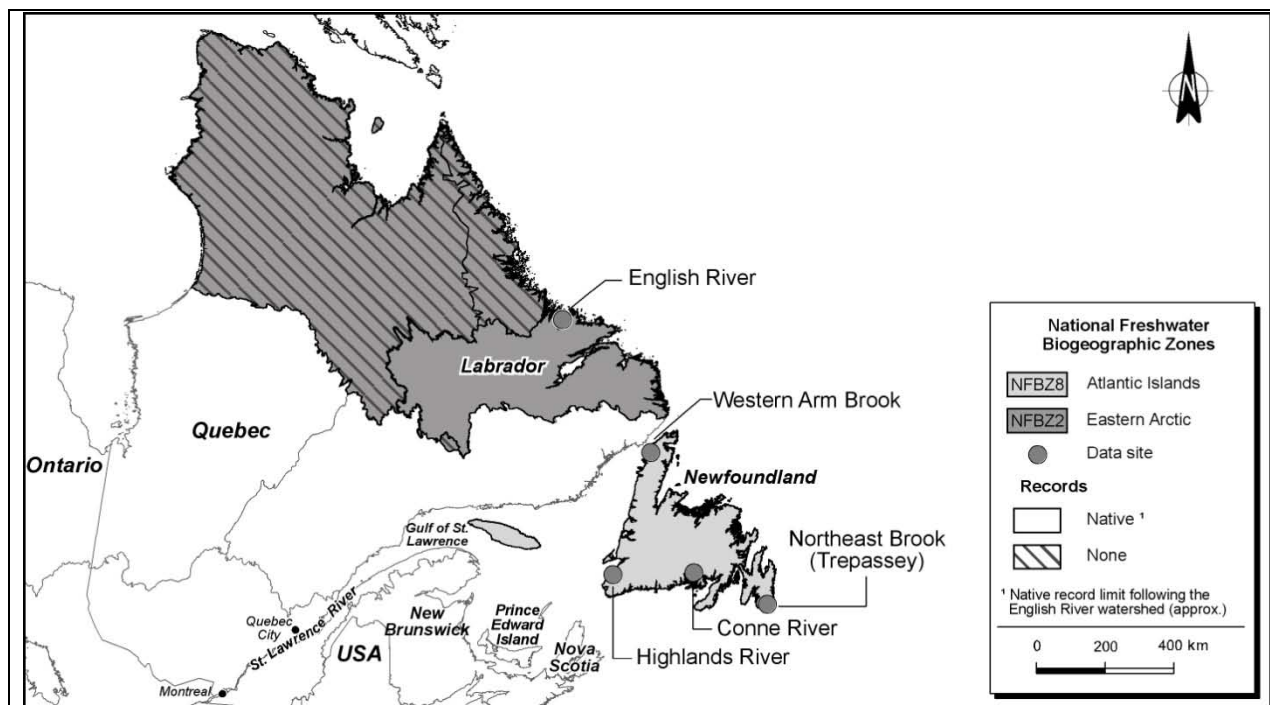 N
English River
Labrador
Western Arm Brook
Quebec
Ontario
Newfoundland
Gulf of St.
Lawrence
Northeast Brook
(Trepassey)
St. Lawrence River
New
Brunswick
Prince
Edward
Island
Quebec
City
USA
Nova
Scotia
Conne River
Highlands River
Montreal
National Freshwater
Biogeographic Zones
NFBZ8 Atlantic Islands
NFBZ2 Eastern Arctic
Data site
Records
Native ¹
None
¹ Native record limit following the
English River watershed (approx.)
0 200 400 km